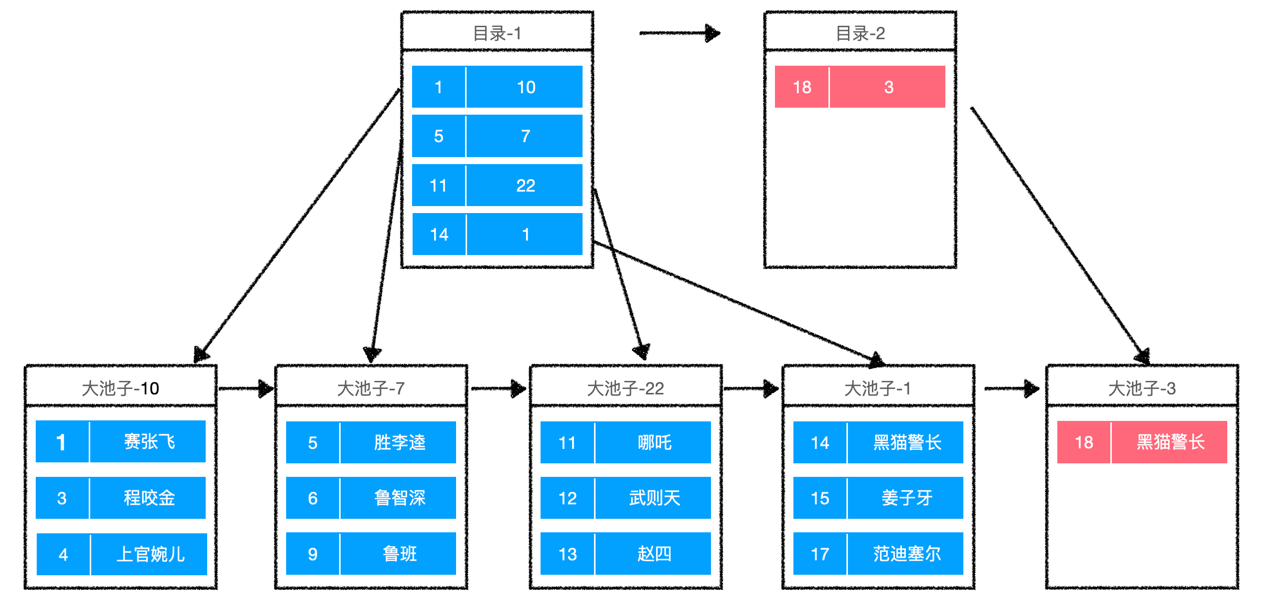 目录-1
目录-2
1 10
18 3
5 7
11 22
14 1
大池子-10
大池子-7
大池子-22
大池子-1
大池子-3
1 赛张飞
3 程咬金
4 上官婉儿
5 胜李逵
6 鲁智深
9 鲁班
11 哪吒
12 武则天
13 赵四
14 黑猫警长
15 姜子牙
17 范迪塞尔
18 黑猫警长